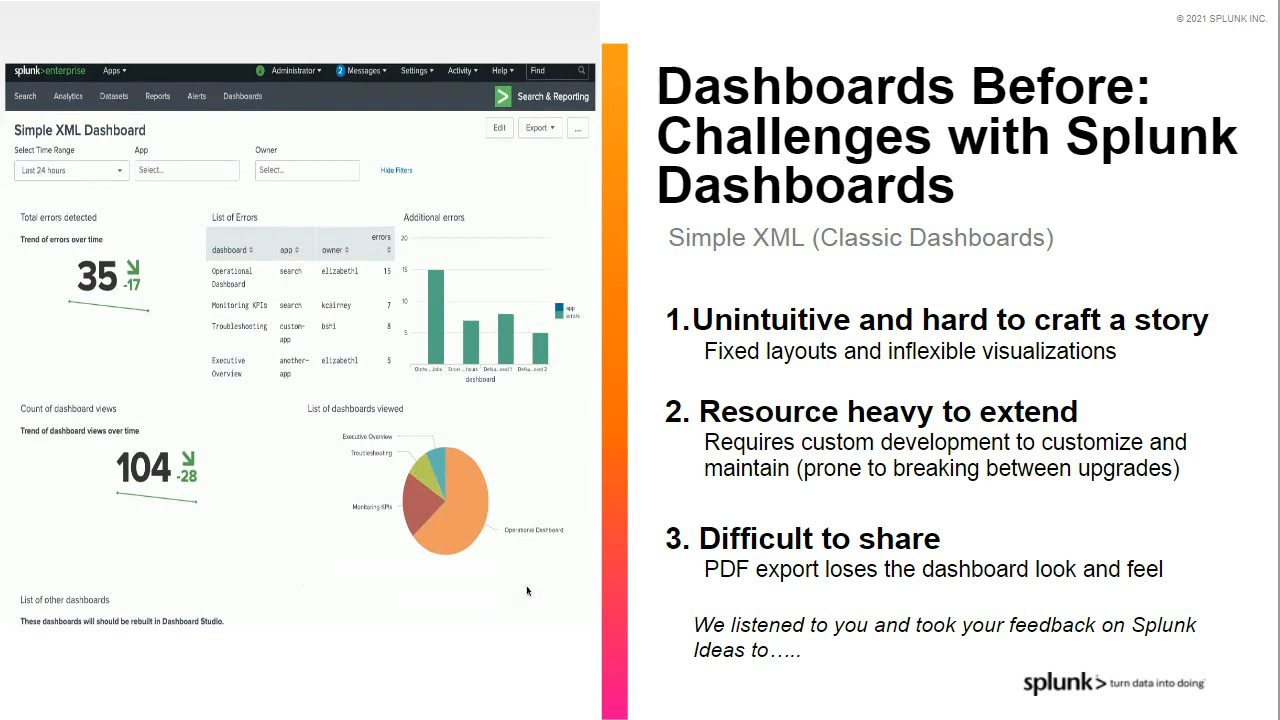 © 2021 SPLUNK INC.
splunk>enterprise Apps Administrator 2 Messages Settings Activity Help Find
Search Analytics Datasets Reports Alerts Dashboards Search & Reporting
Simple XML Dashboard
Edit Export ...
Select Time Range App Owner
Last 24 hours Select... Select... Hide Filters
Total errors detected
Trend of errors over time
35
-17
List of Errors
dashboard app owner errors
Operational Dashboard search elizabethl 15
Monitoring KPIs search kcairney 7
Troubleshooting custom-app bshi 8
Executive Overview another-app elizabethl 5
Additional errors
20
15
10
5
app
errors
dashboard
Count of dashboard views
Trend of dashboard views over time
104
-28
List of dashboards viewed
Executive Overview
Troubleshooting
Monitoring KPIs
Operational Dashboard
List of other dashboards
These dashboards will should be rebuilt in Dashboard Studio.
Dashboards Before:
Challenges with Splunk
Dashboards
Simple XML (Classic Dashboards)
1.Unintuitive and hard to craft a story
Fixed layouts and inflexible visualizations
2. Resource heavy to extend
Requires custom development to customize and
maintain (prone to breaking between upgrades)
3. Difficult to share
PDF export loses the dashboard look and feel
We listened to you and took your feedback on Splunk
Ideas to…..
splunk> turn data into doing